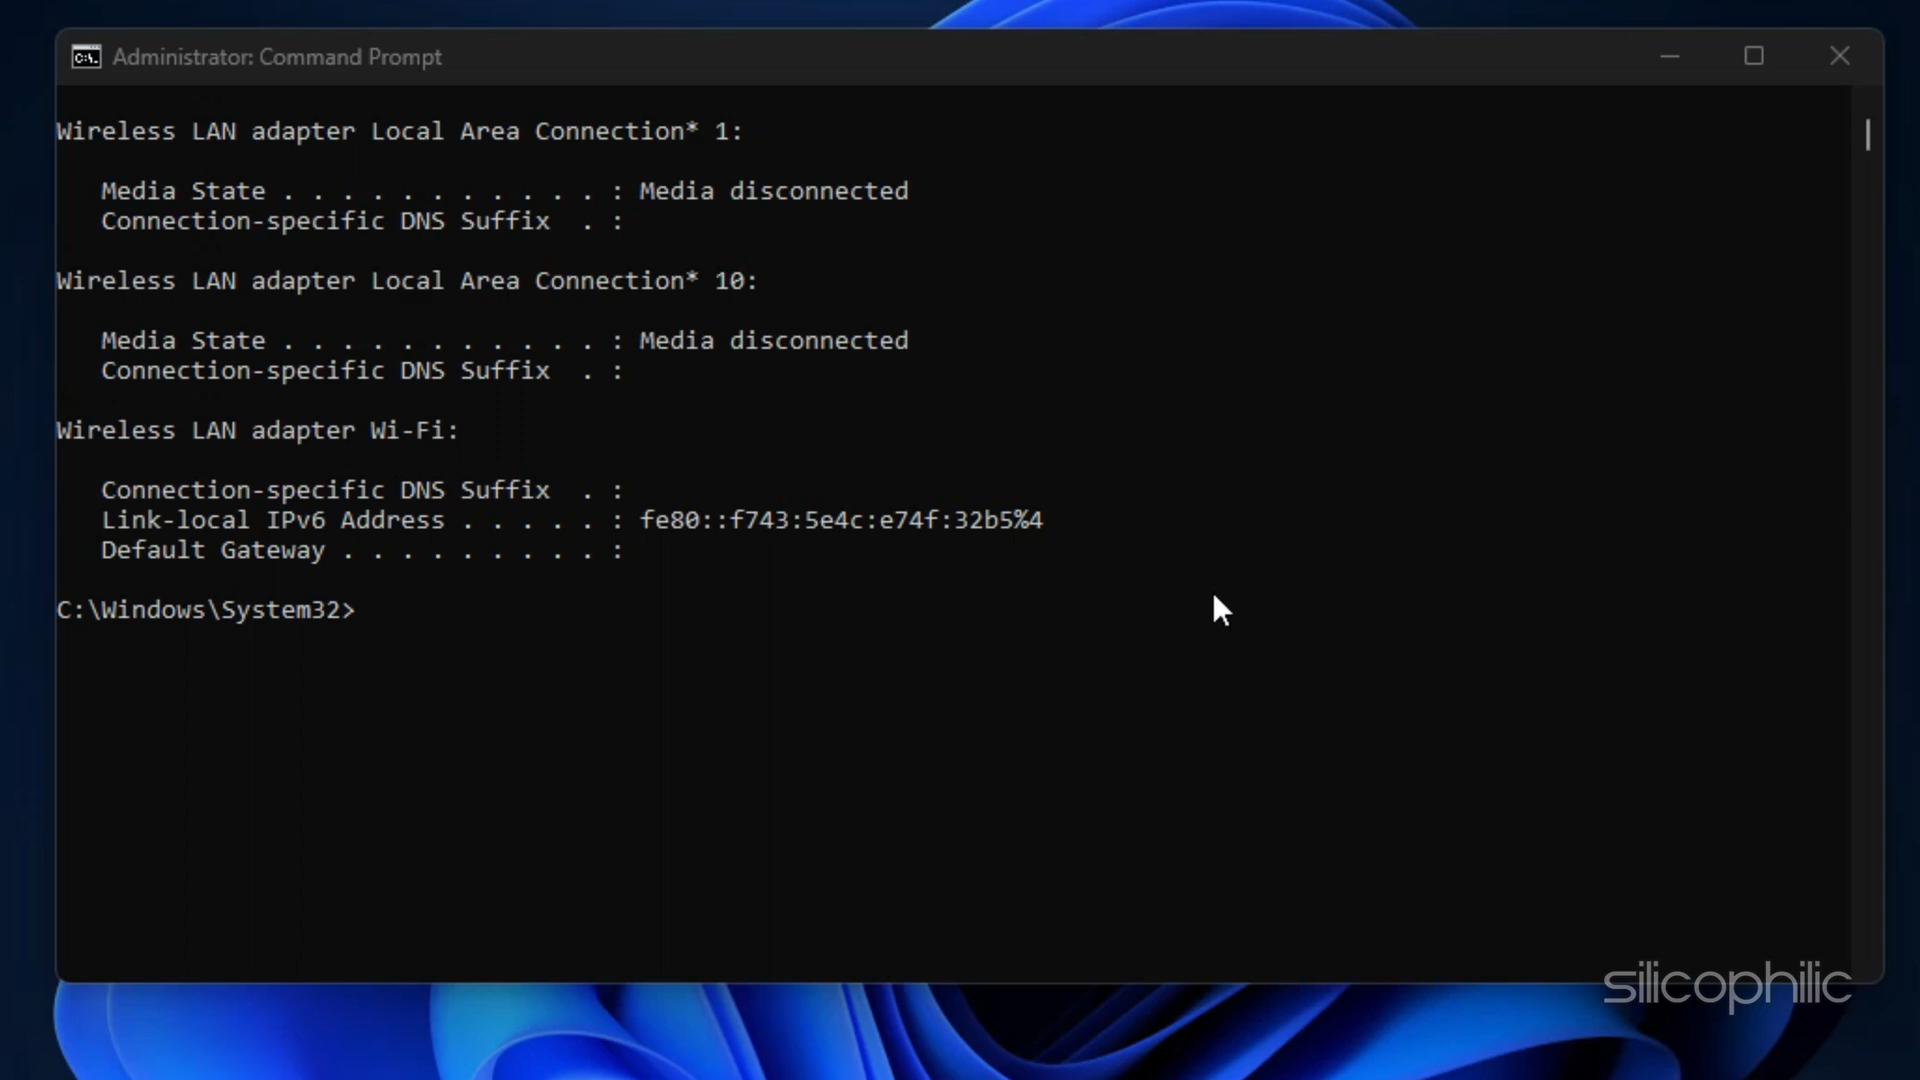 Administrator: Command Prompt
Wireless LAN adapter Local Area Connection* 1:
Media State . . . . . . . . . . . : Media disconnected
Connection-specific DNS Suffix  . :
Wireless LAN adapter Local Area Connection* 10:
Media State . . . . . . . . . . . : Media disconnected
Connection-specific DNS Suffix  . :
Wireless LAN adapter Wi-Fi:
Connection-specific DNS Suffix  . :
Link-local IPv6 Address . . . . . : fe80::f743:5e4c:e74f:32b5%4
Default Gateway . . . . . . . . . :
C:\Windows\System32>
silicophilic